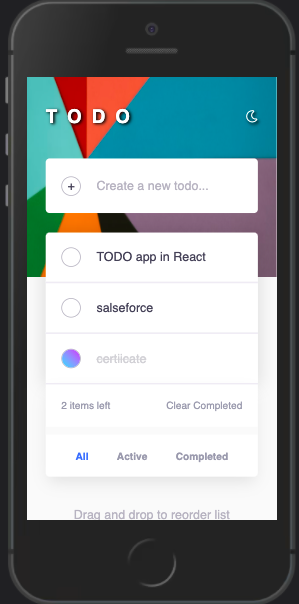 TODO
Create a new todo...
TODO app in React
salseforce
certiicate
2 items left Clear Completed
All Active Completed
Drag and drop to reorder list